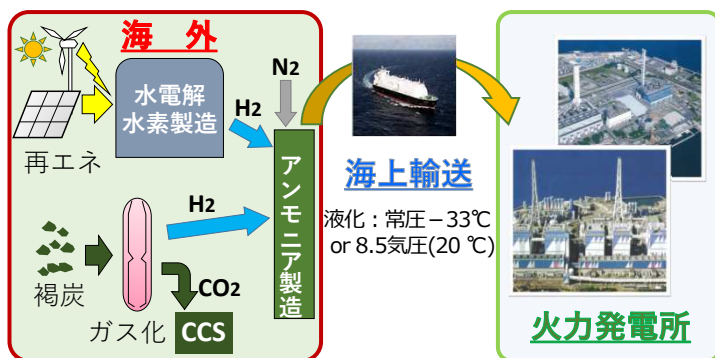 海 外
再エネ
水電解
水素製造
H2
N2
アンモニア製造
褐炭
ガス化
H2
CO2
CCS
海上輸送
液化：常圧－33℃
or 8.5気圧(20 ℃)
火力発電所